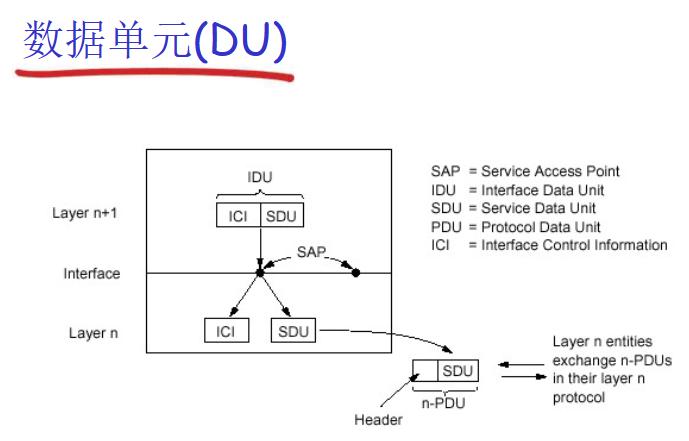 数据单元(DU)
IDU
Layer n+1
ICI
SDU
SAP = Service Access Point
IDU = Interface Data Unit
SDU = Service Data Unit
PDU = Protocol Data Unit
ICI = Interface Control Information
SAP
Interface
Layer n
ICI
SDU
SDU
n-PDU
Header
Layer n entities
exchange n-PDUs
in their layer n
protocol